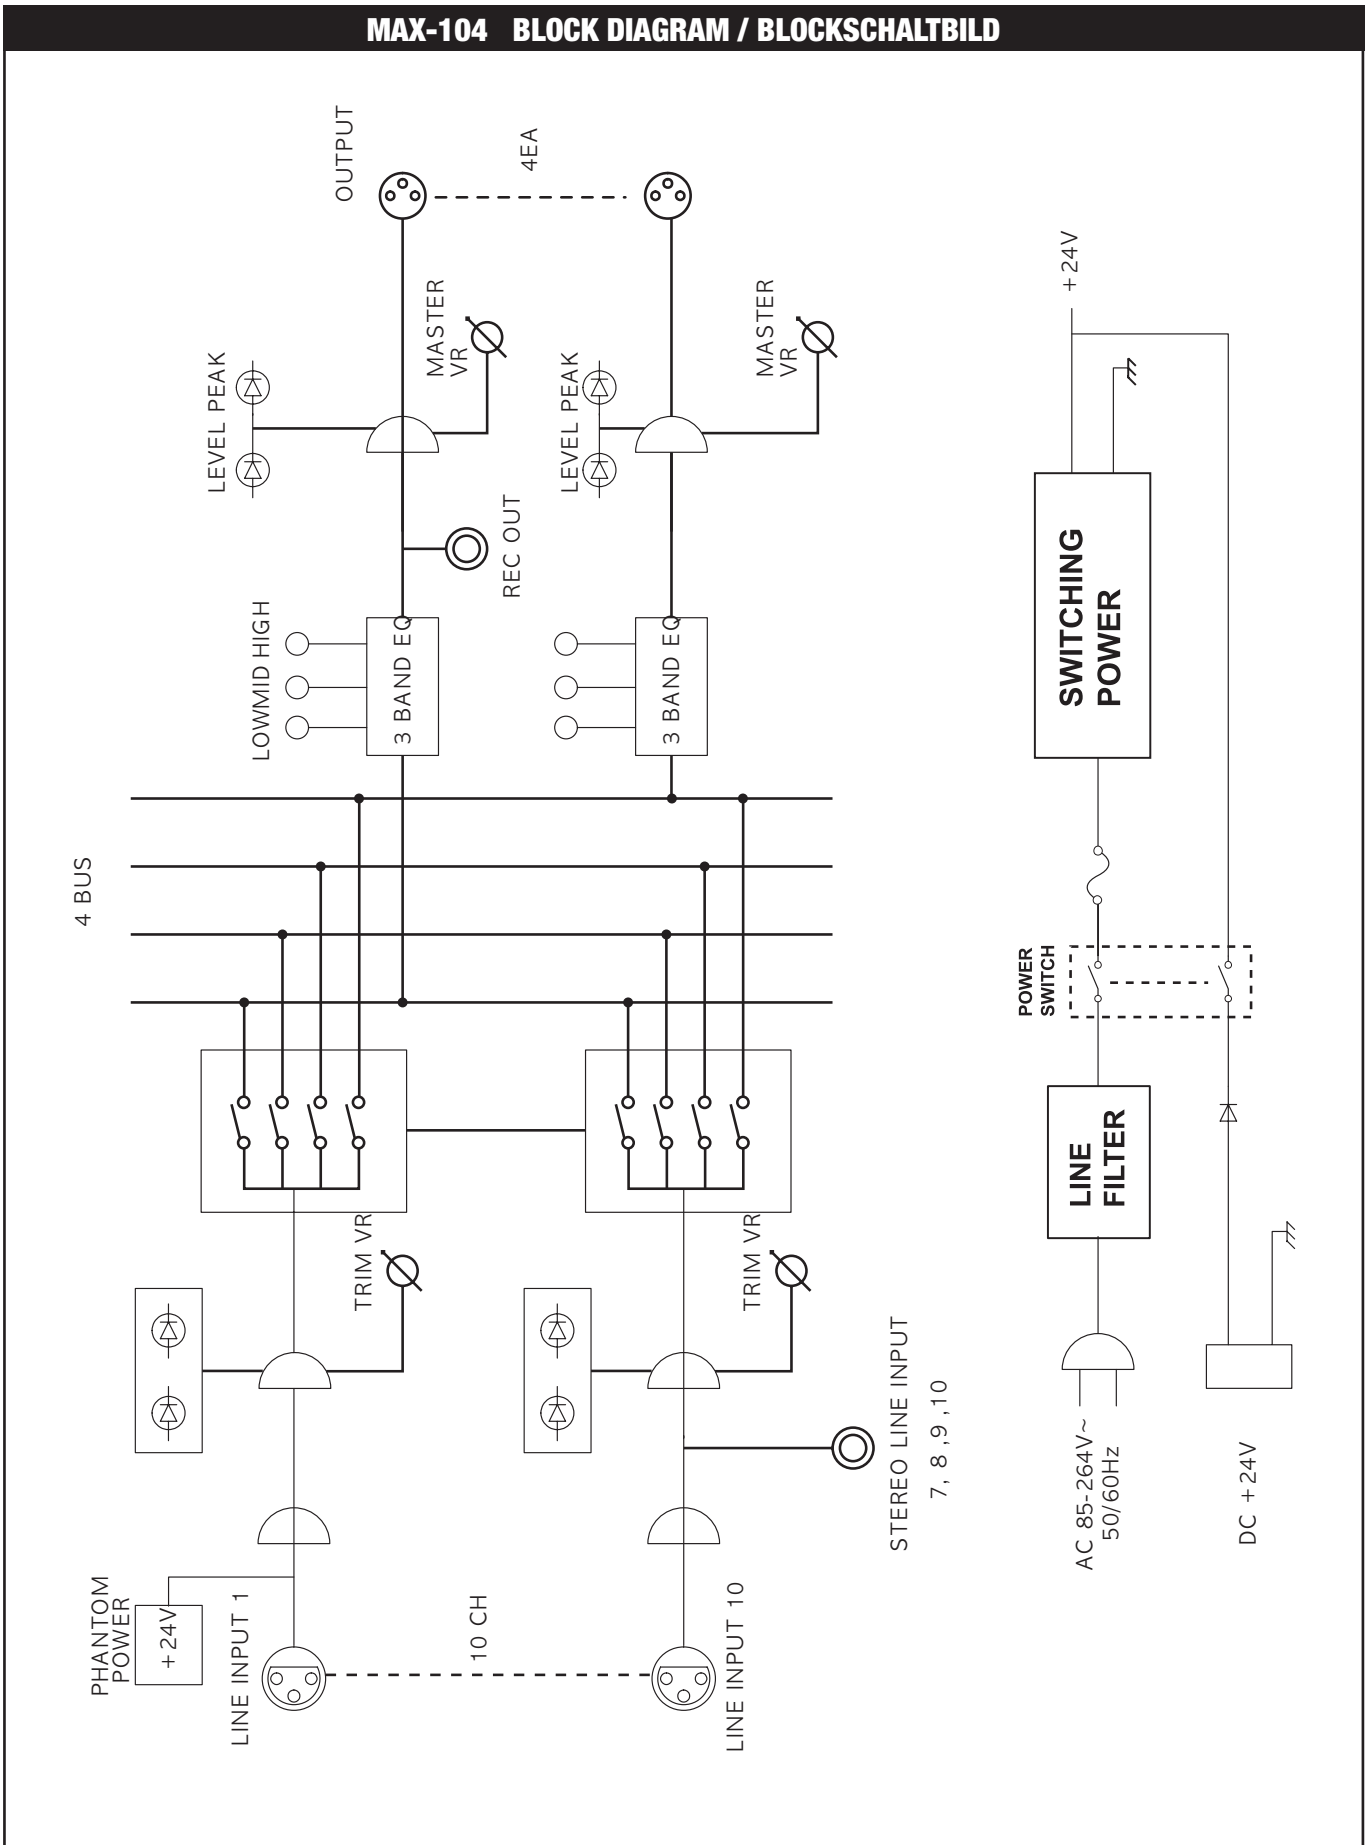 MAX-104 BLOCK DIAGRAM / BLOCKSCHALTBILD
PHANTOM
POWER
+24V
LINE INPUT 1
10 CH
LINE INPUT 10
STEREO LINE INPUT
7, 8 ,9 ,10
TRIM VR
TRIM VR
4 BUS
LOWMID HIGH
3 BAND EQ
3 BAND EQ
REC OUT
LEVEL PEAK
MASTER
VR
LEVEL PEAK
MASTER
VR
OUTPUT
4EA
AC 85-264V~
50/60Hz
DC +24V
LINE
FILTER
POWER
SWITCH
SWITCHING
POWER
+24V